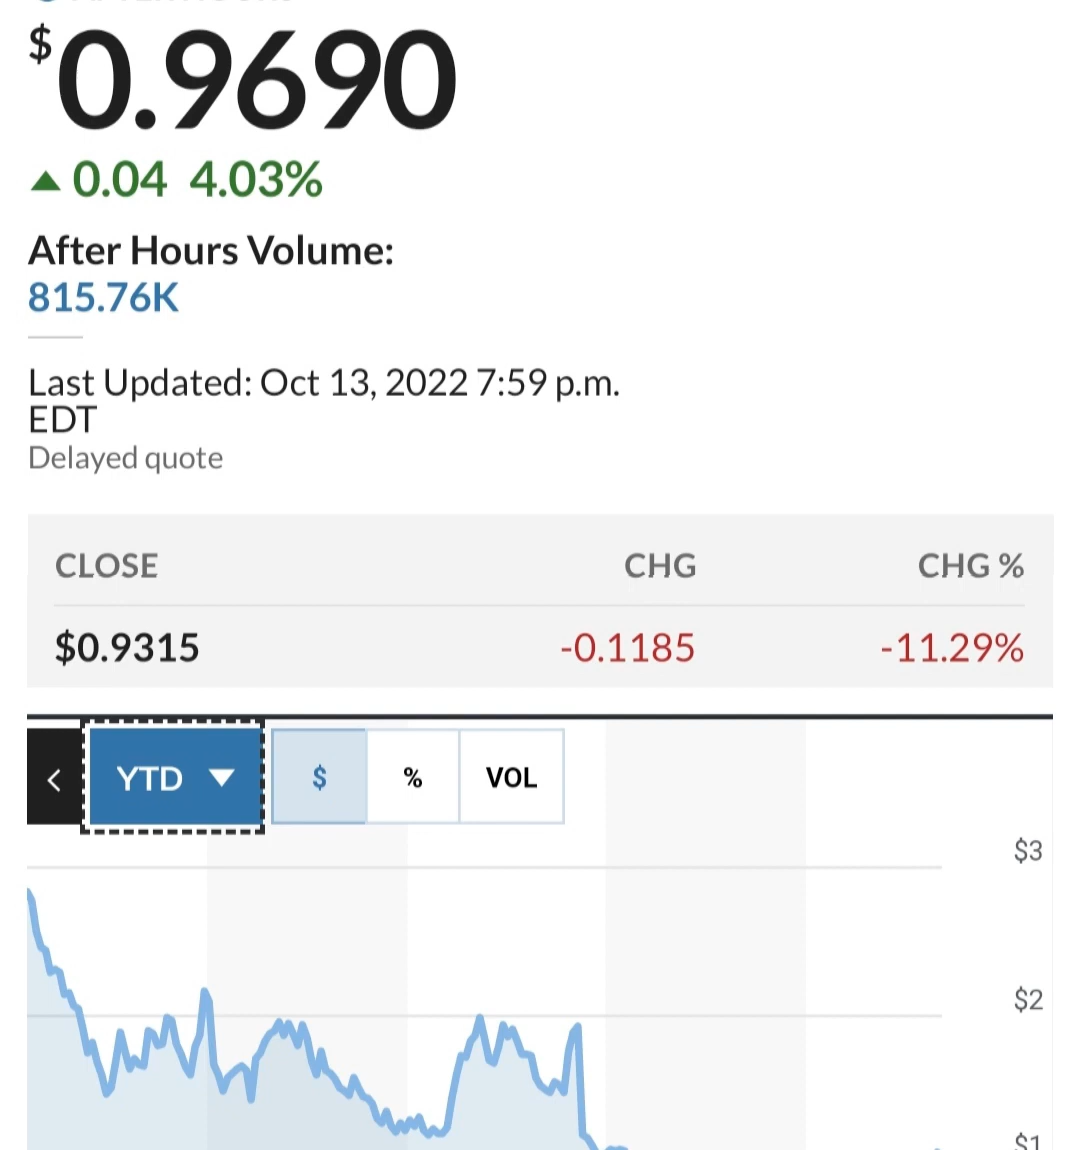 $0.9690
▲ 0.04 4.03%
After Hours Volume:
815.76K
Last Updated: Oct 13, 2022 7:59 p.m.
EDT
Delayed quote
CLOSE CHG CHG %
$0.9315 -0.1185 -11.29%
< YTD ▼ $ % VOL
$3
$2
$1